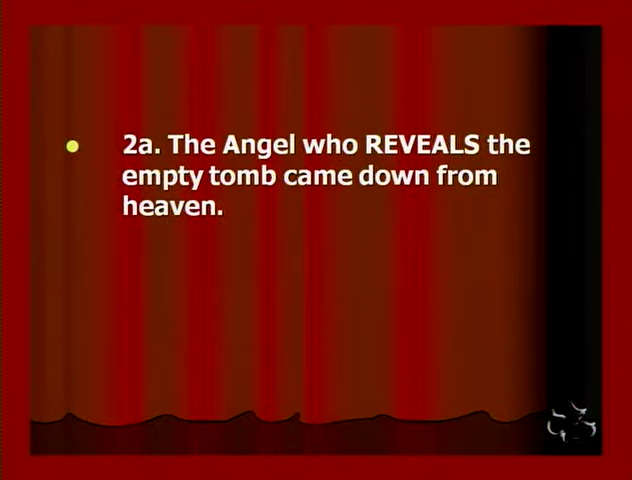 2a. The Angel who REVEALS the
empty tomb came down from
heaven.